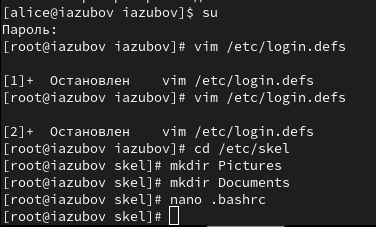 [alice@iazubov iazubov]$ su
Пароль:
[root@iazubov iazubov]# vim /etc/login.defs
[1]+  Остановлен    vim /etc/login.defs
[root@iazubov iazubov]# vim /etc/login.defs
[2]+  Остановлен    vim /etc/login.defs
[root@iazubov iazubov]# cd /etc/skel
[root@iazubov skel]# mkdir Pictures
[root@iazubov skel]# mkdir Documents
[root@iazubov skel]# nano .bashrc
[root@iazubov skel]#